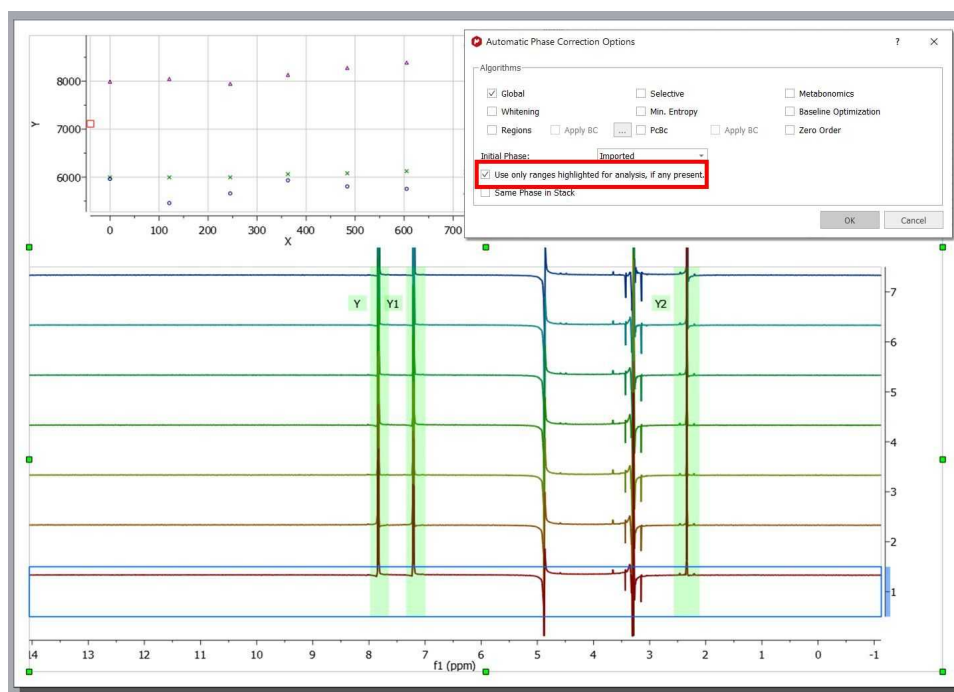 Automatic Phase Correction Options
?
×
Algorithms
Global
Selective
Metabonomics
Whitening
Min. Entropy
Baseline Optimization
Regions
Apply BC
...
PcBc
Apply BC
Zero Order
Initial Phase:
Imported
Use only ranges highlighted for analysis, if any present.
Same Phase in Stack
OK
Cancel
8000
7000
6000
Y
0 100 200 300 400 500 600 700
X
Y Y1 Y2
7
6
5
4
3
2
1
14 13 12 11 10 9 8 7 6 5 4 3 2 1 0 -1
f1 (ppm)